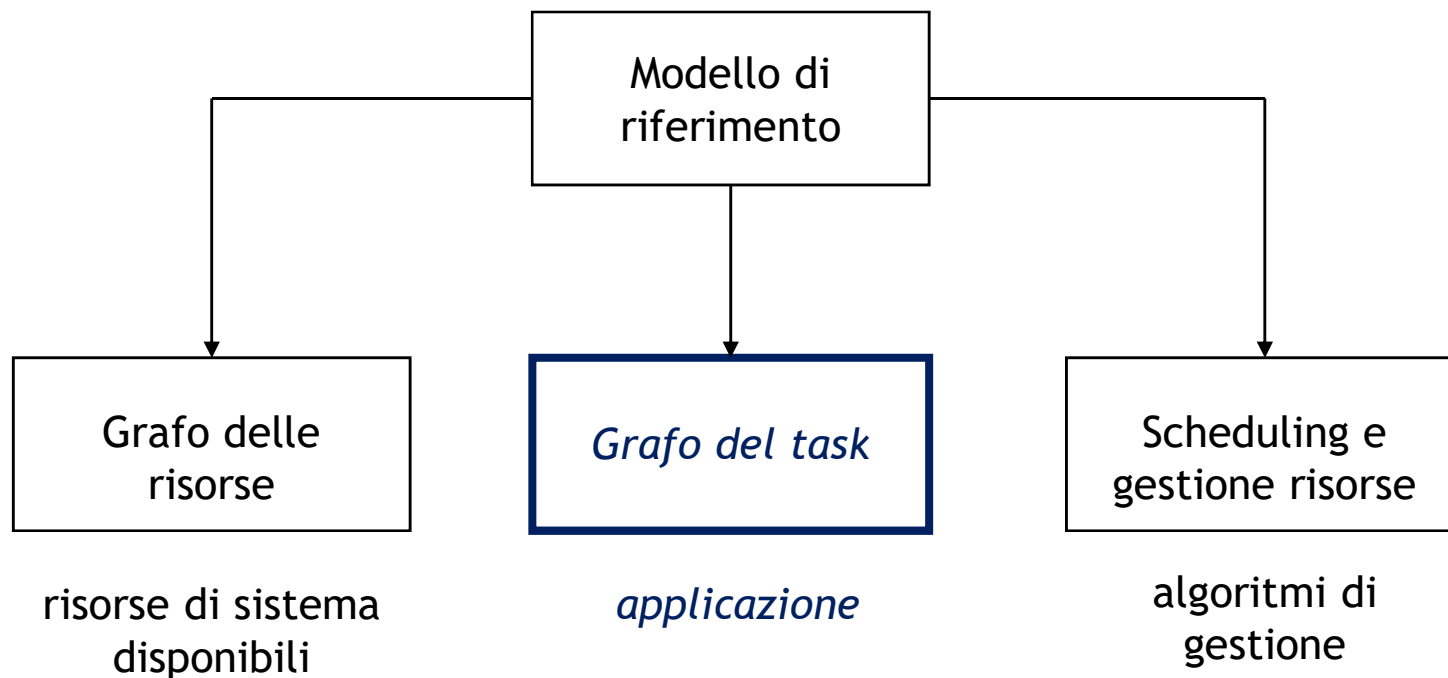 Modello di
riferimento
Grafo delle
risorse
Grafo del task
Scheduling e
gestione risorse
risorse di sistema
disponibili
applicazione
algoritmi di
gestione